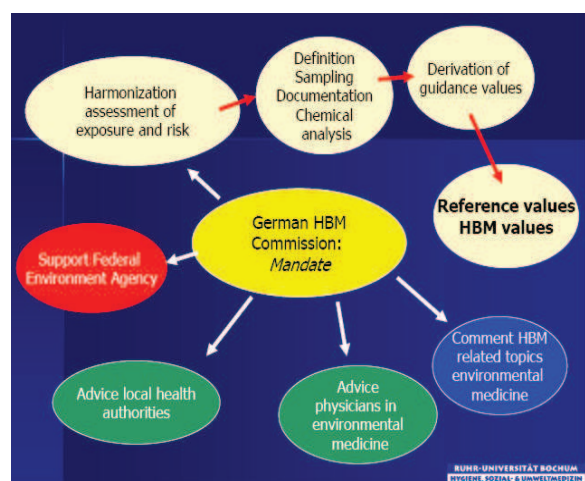 Harmonization
assessment of
exposure and risk
Definition
Sampling
Documentation
Chemical
analysis
Derivation of
guidance values
Reference values
HBM values
German HBM
Commission:
Mandate
Support Federal
Environment Agency
Advice local health
authorities
Advice
physicians in
environmental
medicine
Comment HBM
related topics
environmental
medicine
RUHR-UNIVERSITÄT BOCHUM
HYGIENE, SOZIAL- & UMWELTMEDIZIN